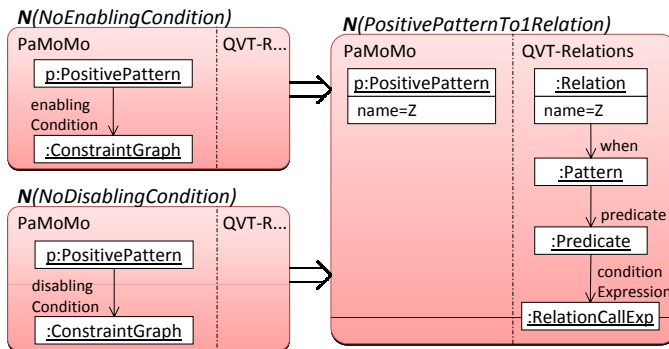 N(NoEnablingCondition)
PaMoMo
QVT-R...
p:PositivePattern
enabling
Condition
:ConstraintGraph
N(NoDisablingCondition)
PaMoMo
QVT-R...
p:PositivePattern
disabling
Condition
:ConstraintGraph
N(PositivePatternTo1Relation)
PaMoMo
QVT-Relations
p:PositivePattern
name=Z
:Relation
name=Z
when
:Pattern
predicate
:Predicate
condition
Expression
:RelationCallExp